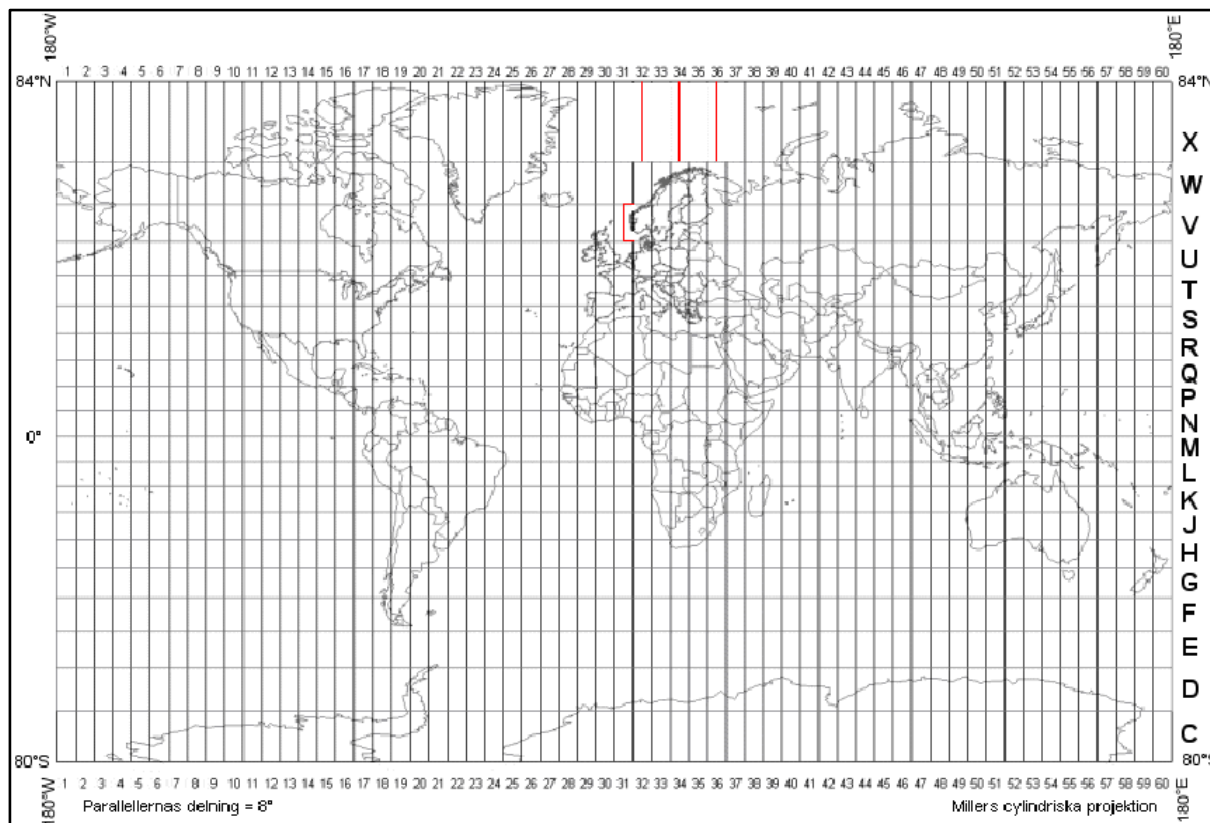 180°W
180°E
1 2 3 4 5 6 7 8 9 10 11 12 13 14 15 16 17 18 19 20 21 22 23 24 25 26 27 28 29 30 31 32 33 34 35 36 37 38 39 40 41 42 43 44 45 46 47 48 49 50 51 52 53 54 55 56 57 58 59 60
84°N
84°N
X
W
V
U
T
S
R
Q
P
N
0°
M
L
K
J
H
G
F
E
D
C
80°S
80°S
1 2 3 4 5 6 7 8 9 10 11 12 13 14 15 16 17 18 19 20 21 22 23 24 25 26 27 28 29 30 31 32 33 34 35 36 37 38 39 40 41 42 43 44 45 46 47 48 49 50 51 52 53 54 55 56 57 58 59 60
180°W
Parallellernas delning = 8°
Millers cylindriska projektion
180°E